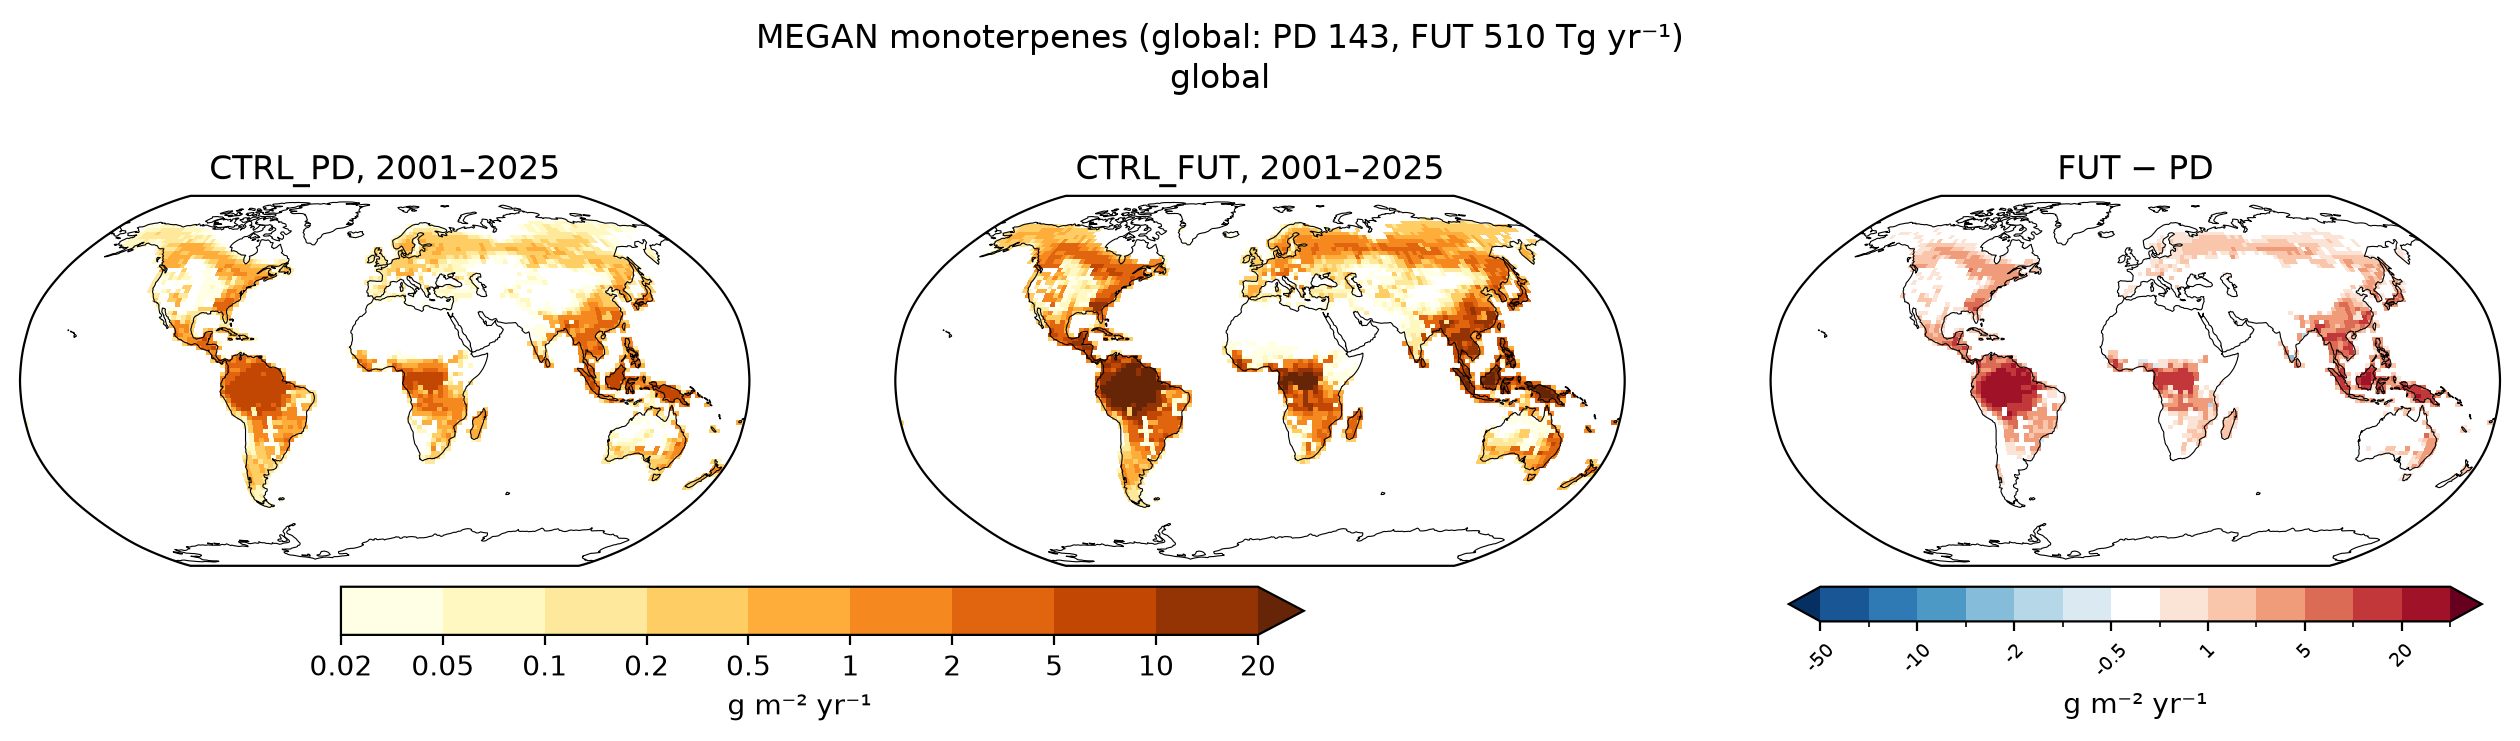 MEGAN monoterpenes (global: PD 143, FUT 510 Tg yr⁻¹)
global
CTRL_PD, 2001–2025
CTRL_FUT, 2001–2025
FUT − PD
0.02 0.05 0.1 0.2 0.5 1 2 5 10 20
g m⁻² yr⁻¹
-50 -10 -2 -0.5 1 5 20
g m⁻² yr⁻¹